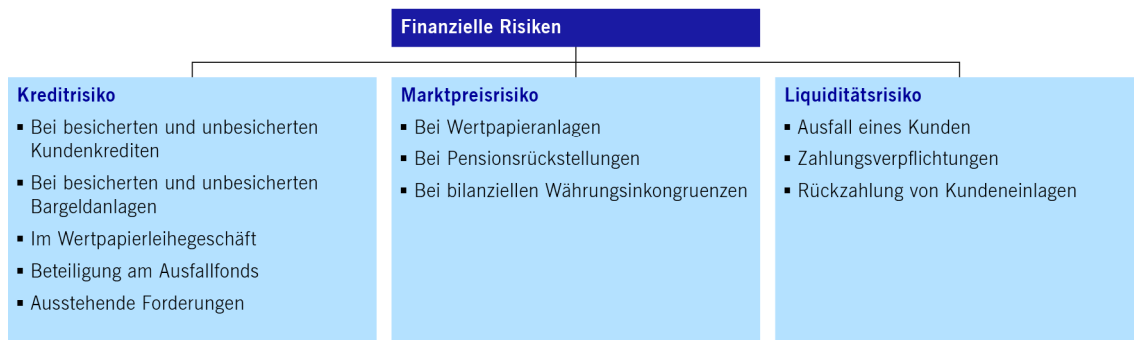 Finanzielle Risiken
Kreditrisiko
▪ Bei besicherten und unbesicherten
Kundenkrediten
▪ Bei besicherten und unbesicherten
Bargeldanlagen
▪ Im Wertpapierleihegeschäft
▪ Beteiligung am Ausfallfonds
▪ Ausstehende Forderungen
Marktpreisrisiko
▪ Bei Wertpapieranlagen
▪ Bei Pensionsrückstellungen
▪ Bei bilanziellen Währungsinkongruenzen
Liquiditätsrisiko
▪ Ausfall eines Kunden
▪ Zahlungsverpflichtungen
▪ Rückzahlung von Kundeneinlagen